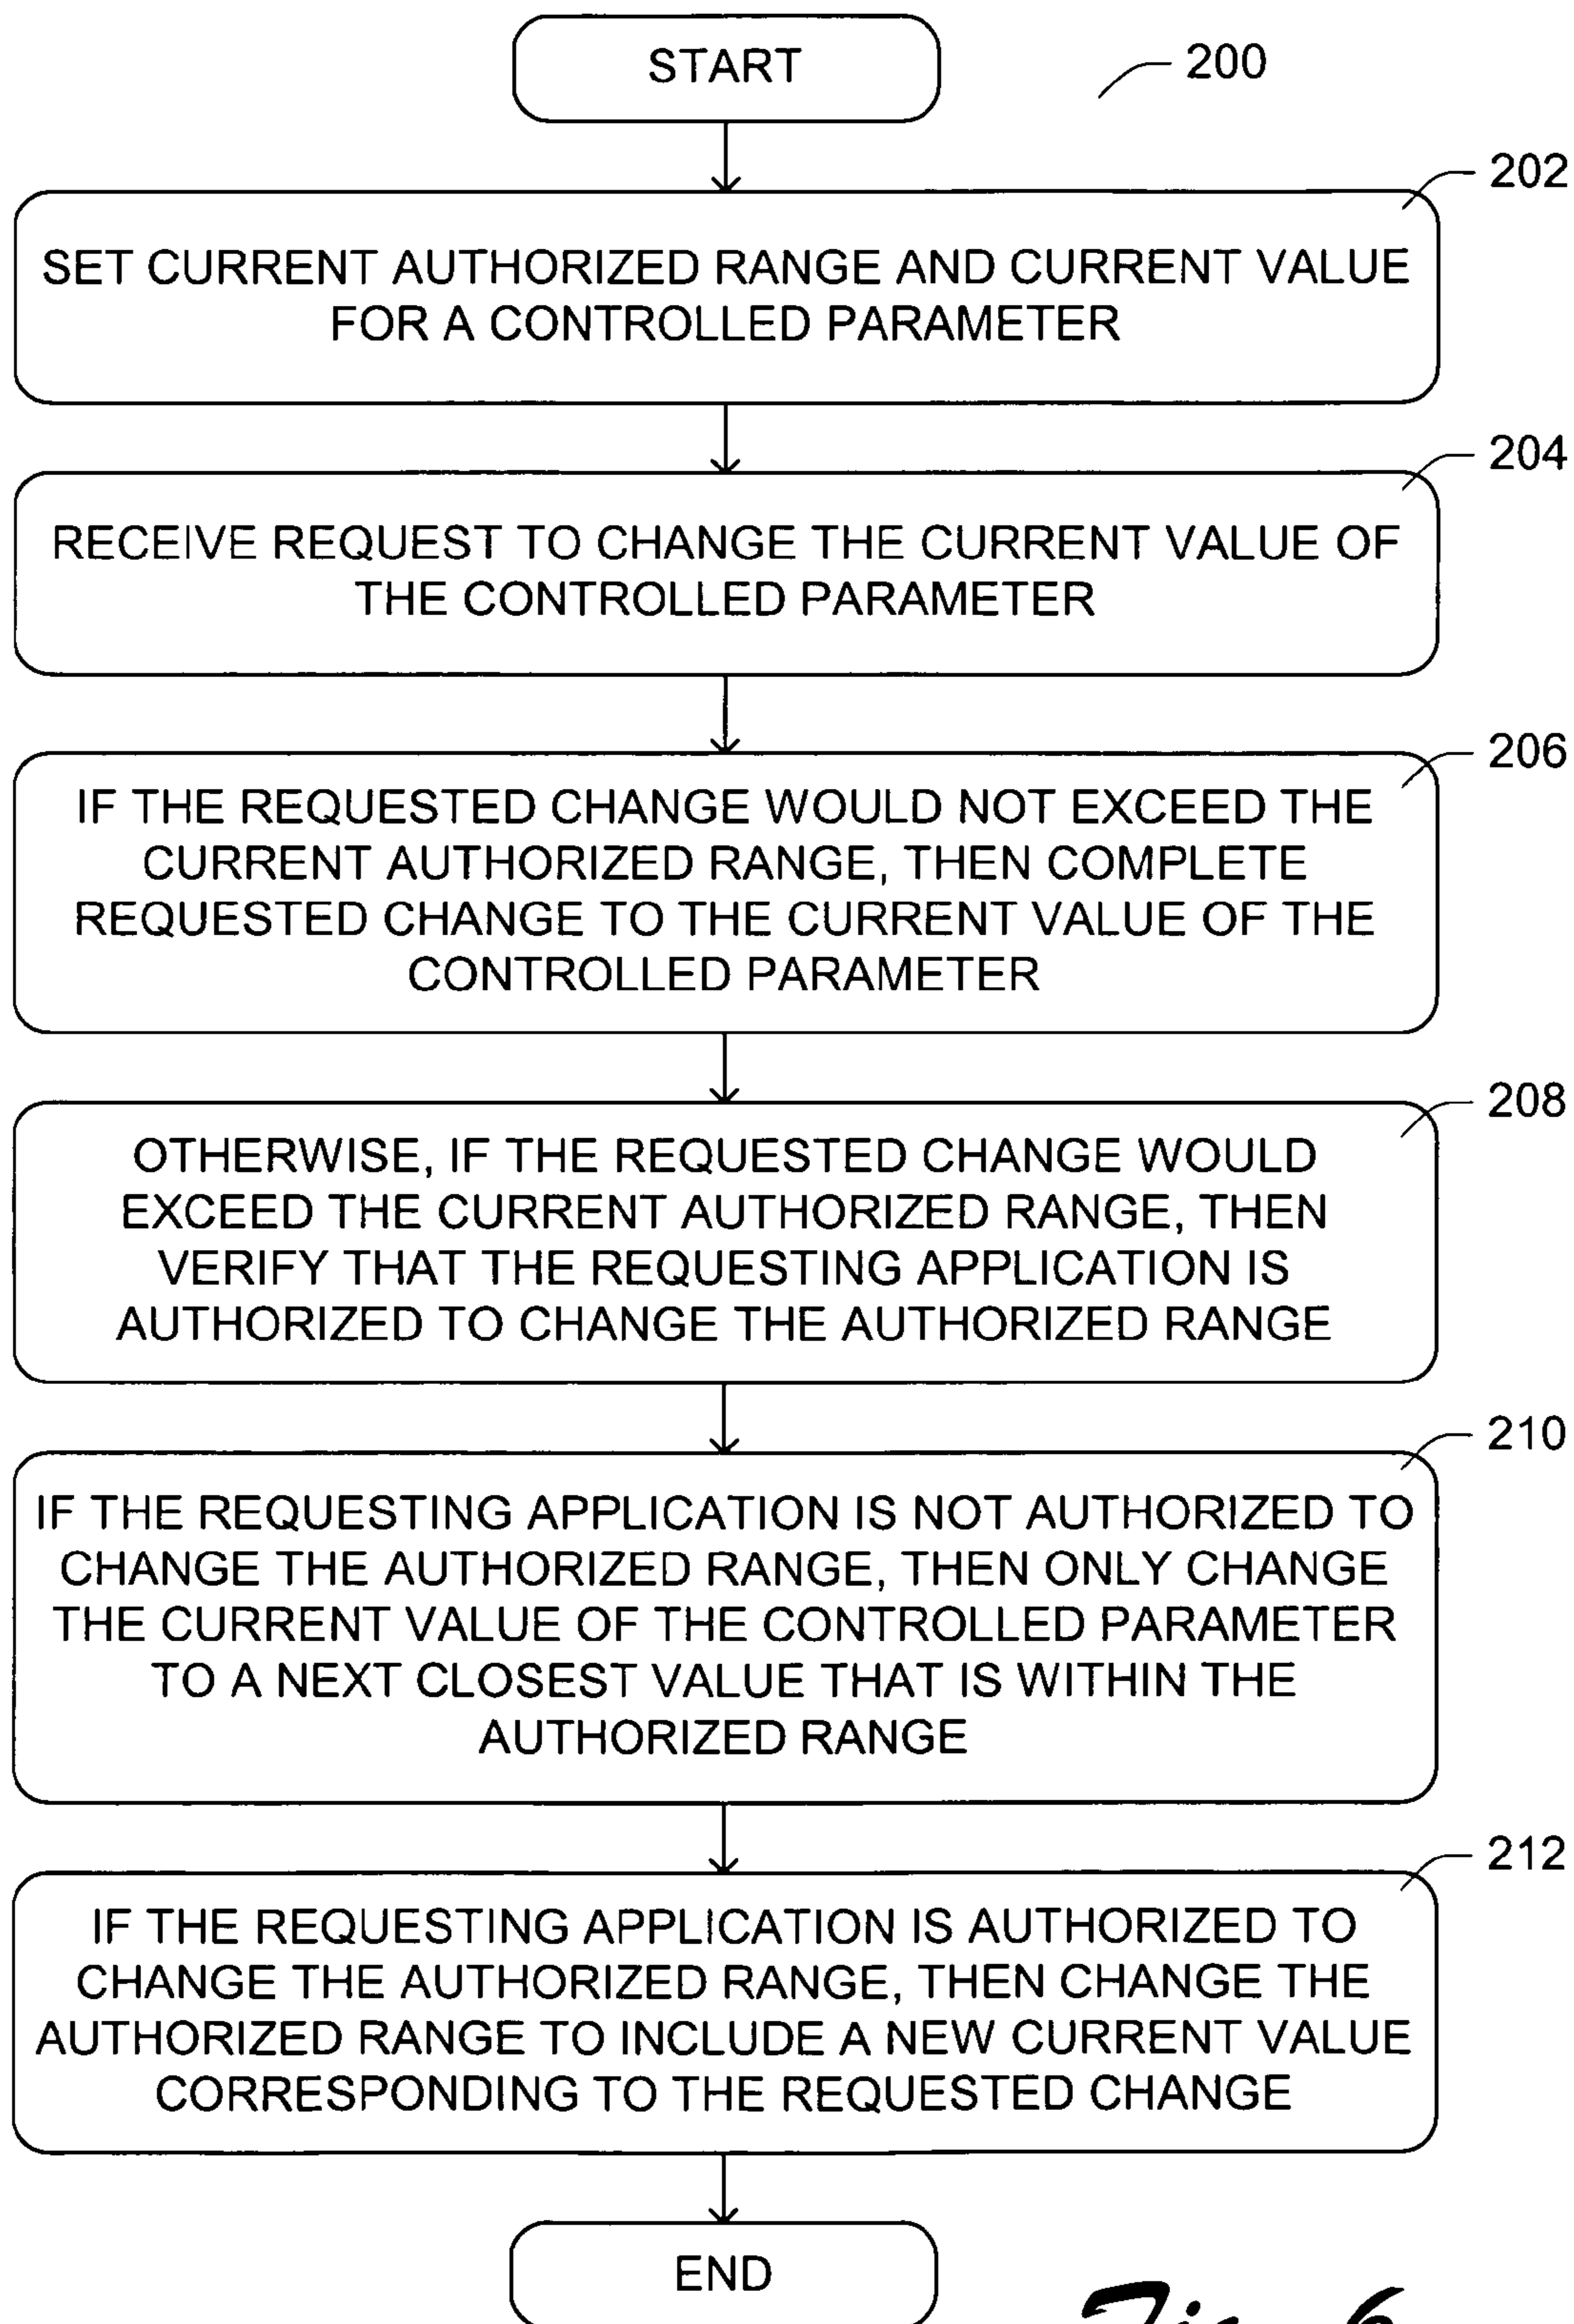 START
200
202
SET CURRENT AUTHORIZED RANGE AND CURRENT VALUE
FOR A CONTROLLED PARAMETER
204
RECEIVE REQUEST TO CHANGE THE CURRENT VALUE OF
THE CONTROLLED PARAMETER
206
IF THE REQUESTED CHANGE WOULD NOT EXCEED THE
CURRENT AUTHORIZED RANGE, THEN COMPLETE
REQUESTED CHANGE TO THE CURRENT VALUE OF THE
CONTROLLED PARAMETER
208
OTHERWISE, IF THE REQUESTED CHANGE WOULD
EXCEED THE CURRENT AUTHORIZED RANGE, THEN
VERIFY THAT THE REQUESTING APPLICATION IS
AUTHORIZED TO CHANGE THE AUTHORIZED RANGE
210
IF THE REQUESTING APPLICATION IS NOT AUTHORIZED TO
CHANGE THE AUTHORIZED RANGE, THEN ONLY CHANGE
THE CURRENT VALUE OF THE CONTROLLED PARAMETER
TO A NEXT CLOSEST VALUE THAT IS WITHIN THE
AUTHORIZED RANGE
212
IF THE REQUESTING APPLICATION IS AUTHORIZED TO
CHANGE THE AUTHORIZED RANGE, THEN CHANGE THE
AUTHORIZED RANGE TO INCLUDE A NEW CURRENT VALUE
CORRESPONDING TO THE REQUESTED CHANGE
END
Fig. 6